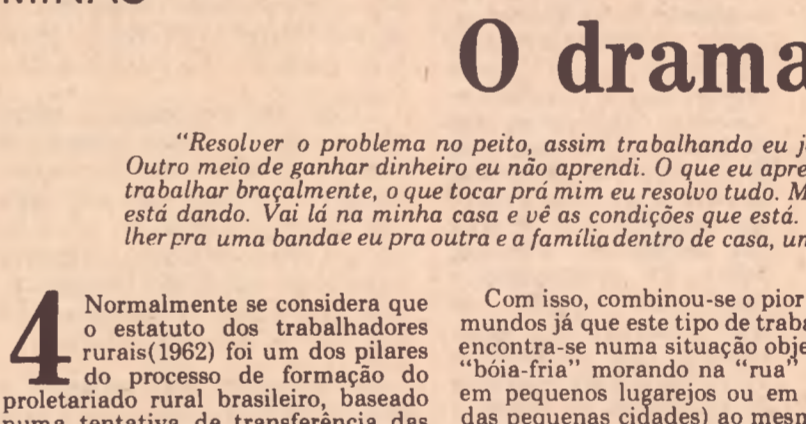 MINAS
O drama
"Resolver o problema no peito, assim trabalhando eu j
Outro meio de ganhar dinheiro eu não aprendi. O que eu apre
trabalhar braçalmente, o que tocar prá mim eu resolvo tudo. M
está dando. Vai lá na minha casa e vê as condições que está.
lher pra uma banda e eu pra outra e a família dentro de casa, un
4 Normalmente se considera que
o estatuto dos trabalhadores
rurais(1962) foi um dos pilares
do processo de formação do
proletariado rural brasileiro, baseado
numa tentativa de transferência das
Com isso, combinou-se o pior
mundos já que este tipo de traba
encontra-se numa situação obje
"bóia-fria" morando na "rua"
em pequenos lugarejos ou em
das pequenas cidades) ao mesm